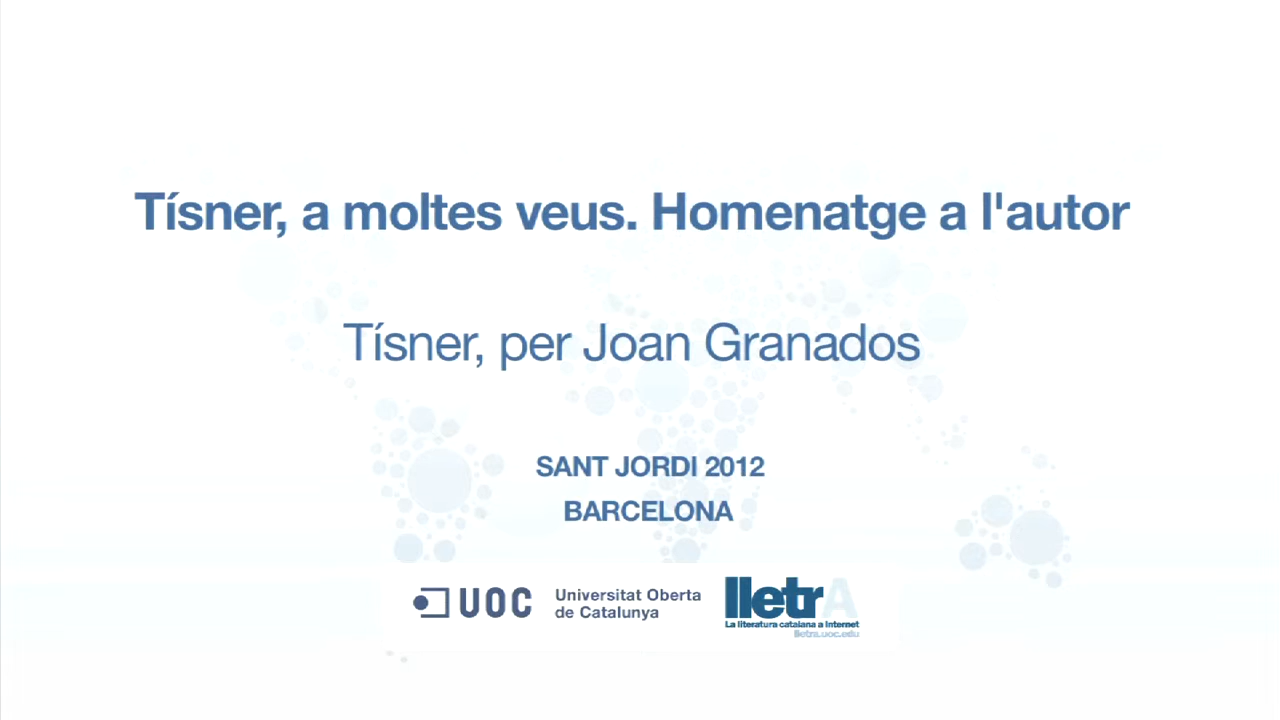 Tísner, a moltes veus. Homenatge a l'autor
Tísner, per Joan Granados
SANT JORDI 2012
BARCELONA
UOC
Universitat Oberta
de Catalunya
lletrA
La literatura catalana a Internet
lletra.uoc.edu